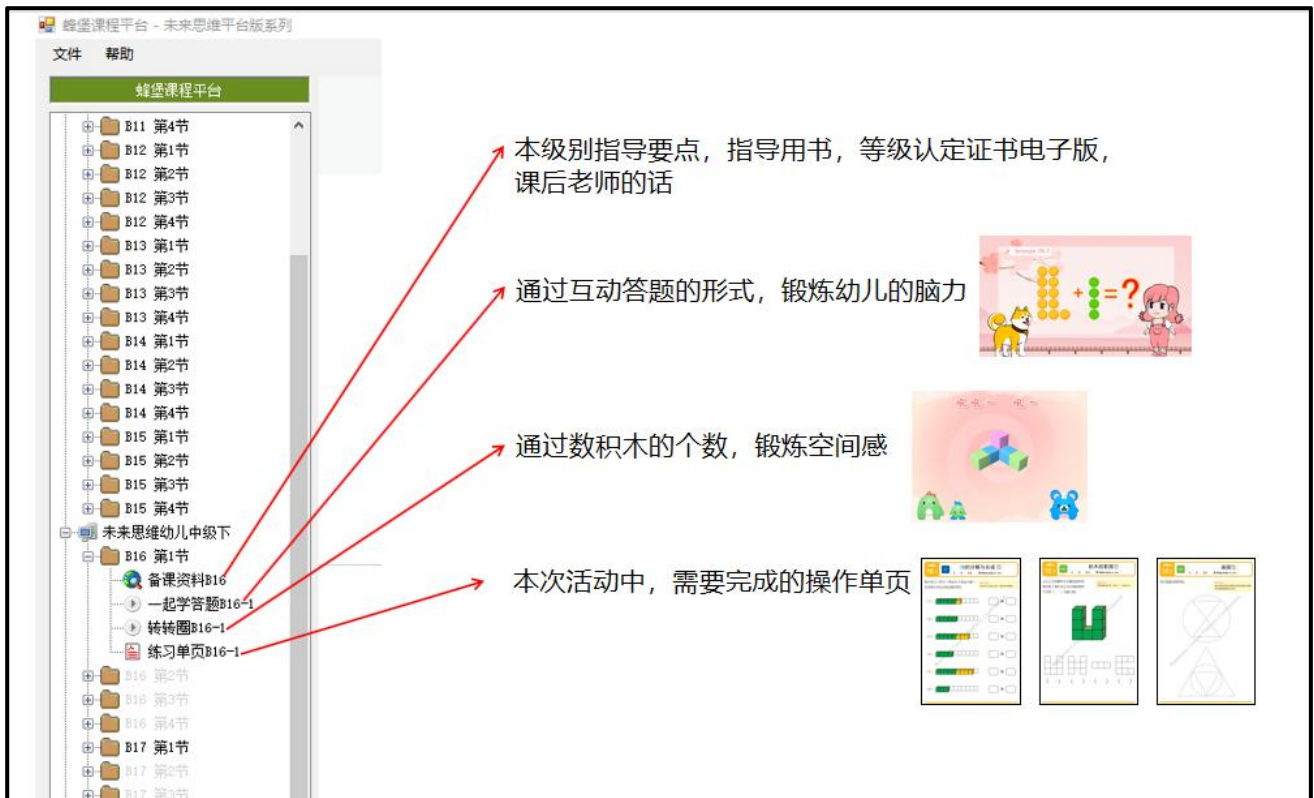 蜂堡课程平台 - 未来思维平台版系列
文件 帮助
蜂堡课程平台
B11 第4节
B12 第1节
B12 第2节
B12 第3节
B12 第4节
B13 第1节
B13 第2节
B13 第3节
B13 第4节
B14 第1节
B14 第2节
B14 第3节
B14 第4节
B15 第1节
B15 第2节
B15 第3节
B15 第4节
未来思维幼儿中级下
B16 第1节
备课资料B16
一起学答题B16-1
转转圈B16-1
练习单页B16-1
B16 第2节
B16 第3节
B16 第4节
B17 第1节
B17 第2节
B17 第3节
本级别指导要点，指导用书，等级认定证书电子版，
课后老师的话
通过互动答题的形式，锻炼幼儿的脑力
+ = ?
通过数积木的个数，锻炼空间感
本次活动中，需要完成的操作单页